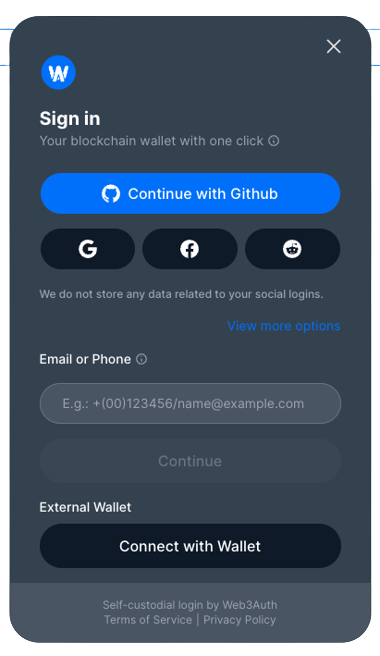 W
Sign in
Your blockchain wallet with one click
Continue with Github
We do not store any data related to your social logins.
View more options
Email or Phone
E.g.: +(00)123456/name@example.com
Continue
External Wallet
Connect with Wallet
Self-custodial login by Web3Auth
Terms of Service | Privacy Policy